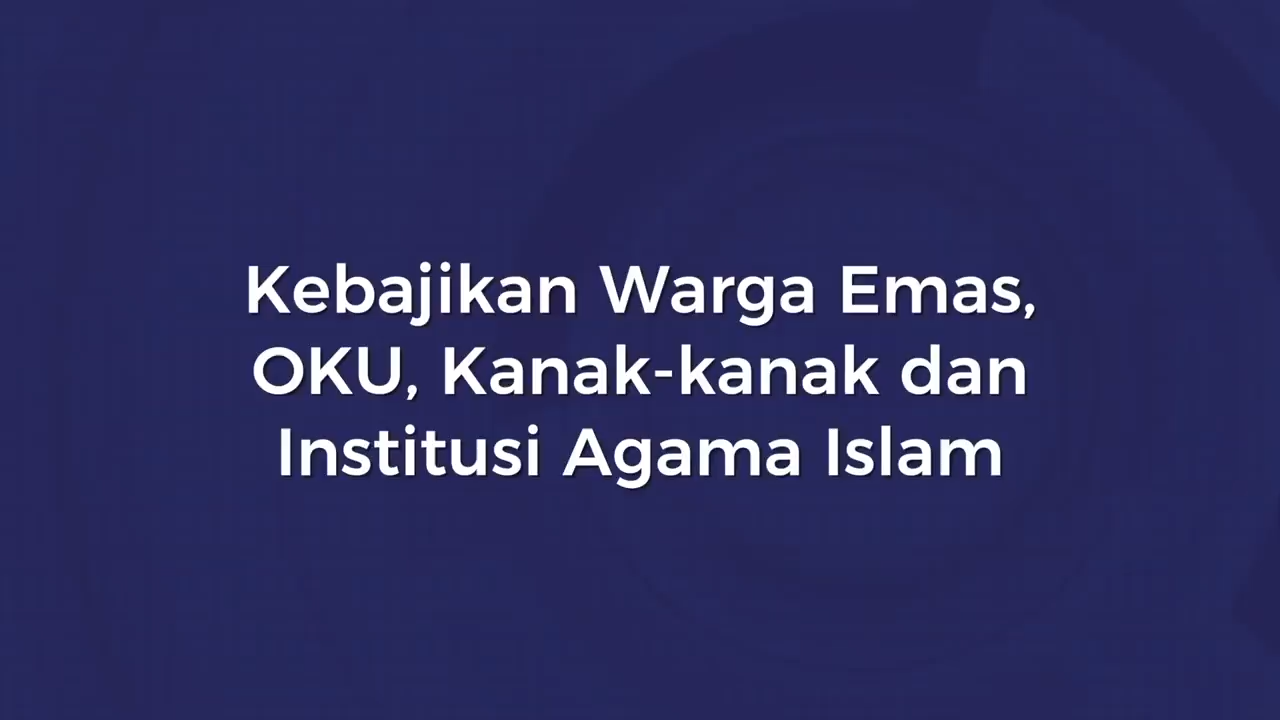 Kebajikan Warga Emas,
OKU, Kanak-kanak dan
Institusi Agama Islam